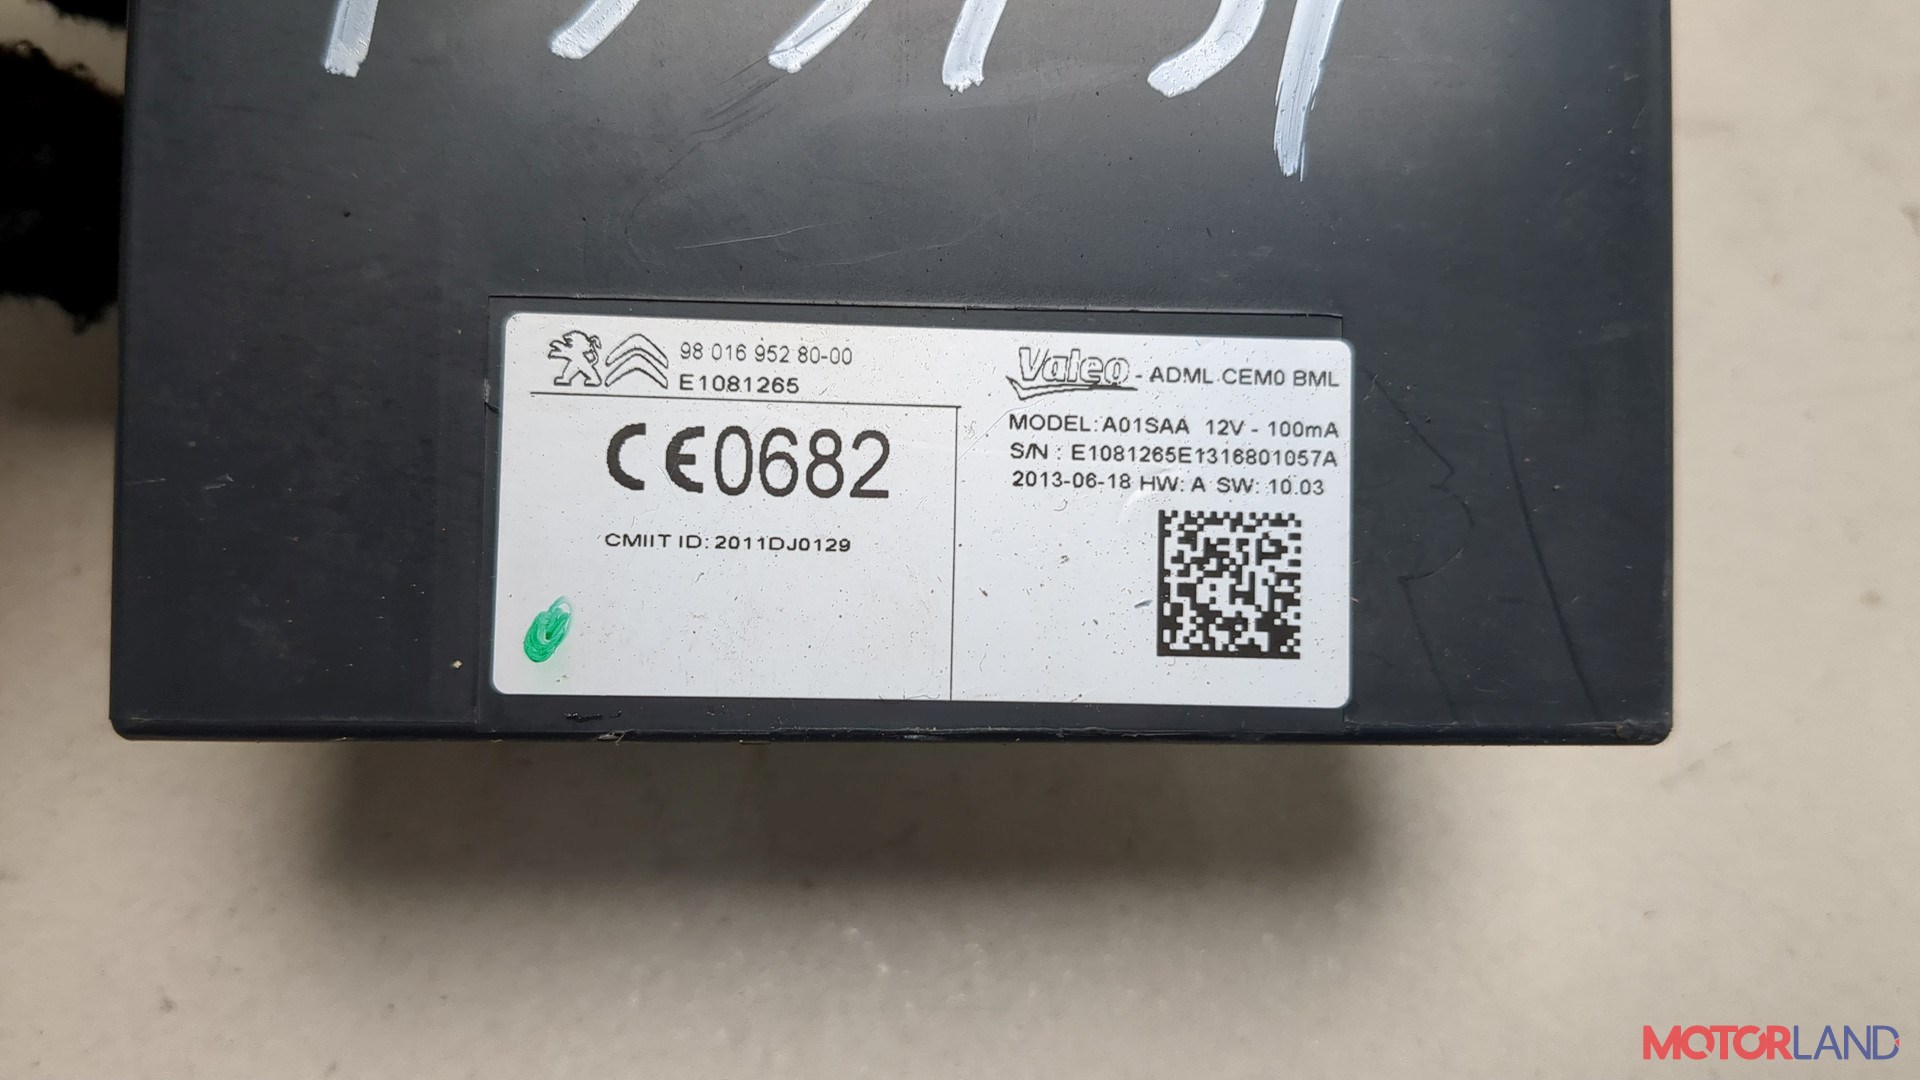 98 016 952 80-00
E1081265
CE0682
CMIIT ID: 2011DJ0129
Valeo - ADML CEM0 BML
MODEL: A01SAA 12V - 100mA
S/N : E1081265E1316801057A
2013-06-18 HW: A SW: 10.03
MOTORLAND